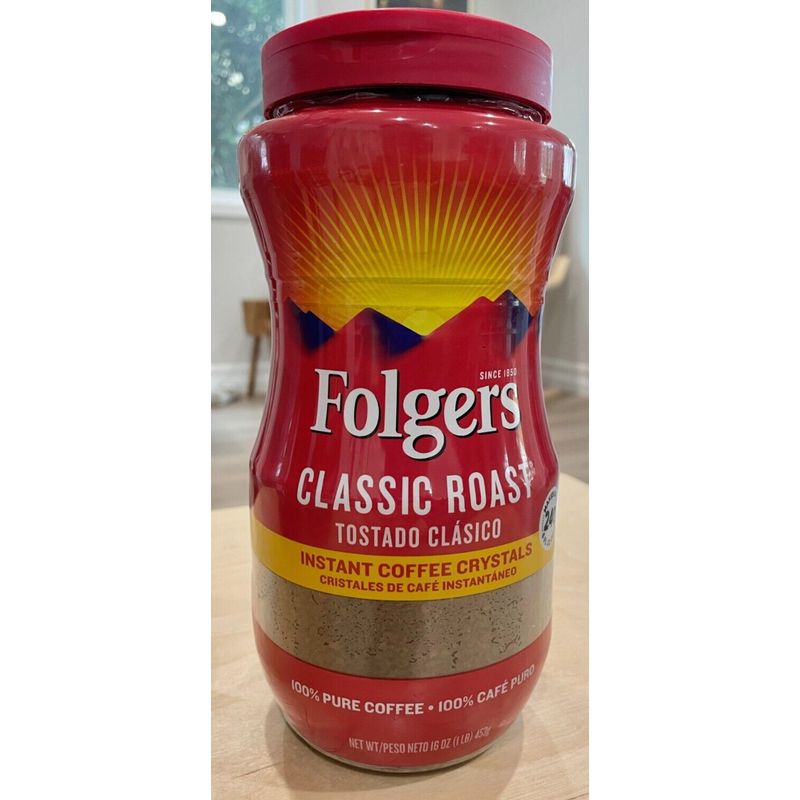 SINCE 1850
Folgers
CLASSIC ROAST
TOSTADO CLÁSICO
INSTANT COFFEE CRYSTALS
CRISTALES DE CAFÉ INSTANTÁNEO
100% PURE COFFEE • 100% CAFÉ PURO
NET WT/PESO NETO 16 OZ (1 LB) 453g